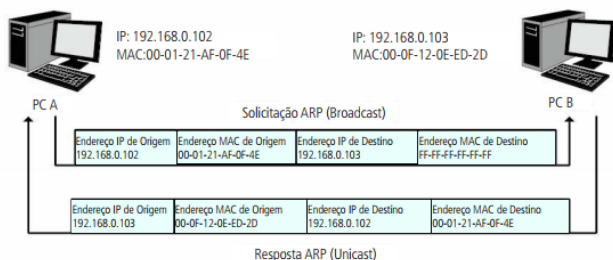 IP: 192.168.0.102
MAC:00-01-21-AF-0F-4E
IP: 192.168.0.103
MAC:00-0F-12-0E-ED-2D
PC A
PC B
Solicitação ARP (Broadcast)
Endereço IP de Origem
192.168.0.102
Endereço MAC de Origem
00-01-21-AF-0F-4E
Endereço IP de Destino
192.168.0.103
Endereço MAC de Destino
FF-FF-FF-FF-FF-FF
Endereço IP de Origem
192.168.0.103
Endereço MAC de Origem
00-0F-12-0E-ED-2D
Endereço IP de Destino
192.168.0.102
Endereço MAC de Destino
00-01-21-AF-0F-4E
Resposta ARP (Unicast)